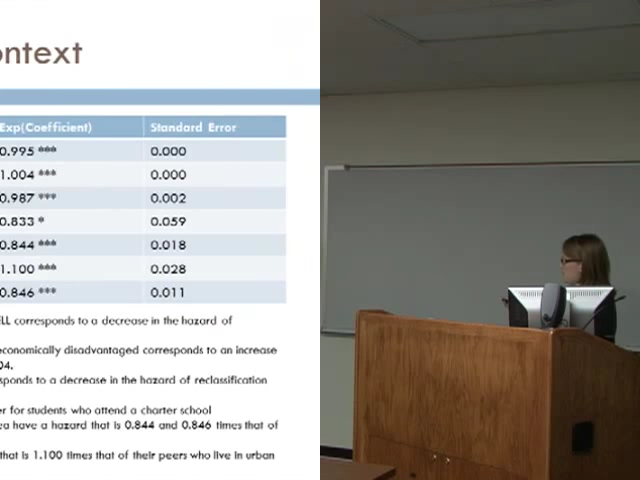 ontext
Exp(Coefficient) Standard Error
0.995 *** 0.000
1.004 *** 0.000
0.987 *** 0.002
0.833 * 0.059
0.844 *** 0.018
1.100 *** 0.028
0.846 *** 0.011
ELL corresponds to a decrease in the hazard of
economically disadvantaged corresponds to an increase
04.
sponds to a decrease in the hazard of reclassification
er for students who attend a charter school
ea have a hazard that is 0.844 and 0.846 times that of
that is 1.100 times that of their peers who live in urban